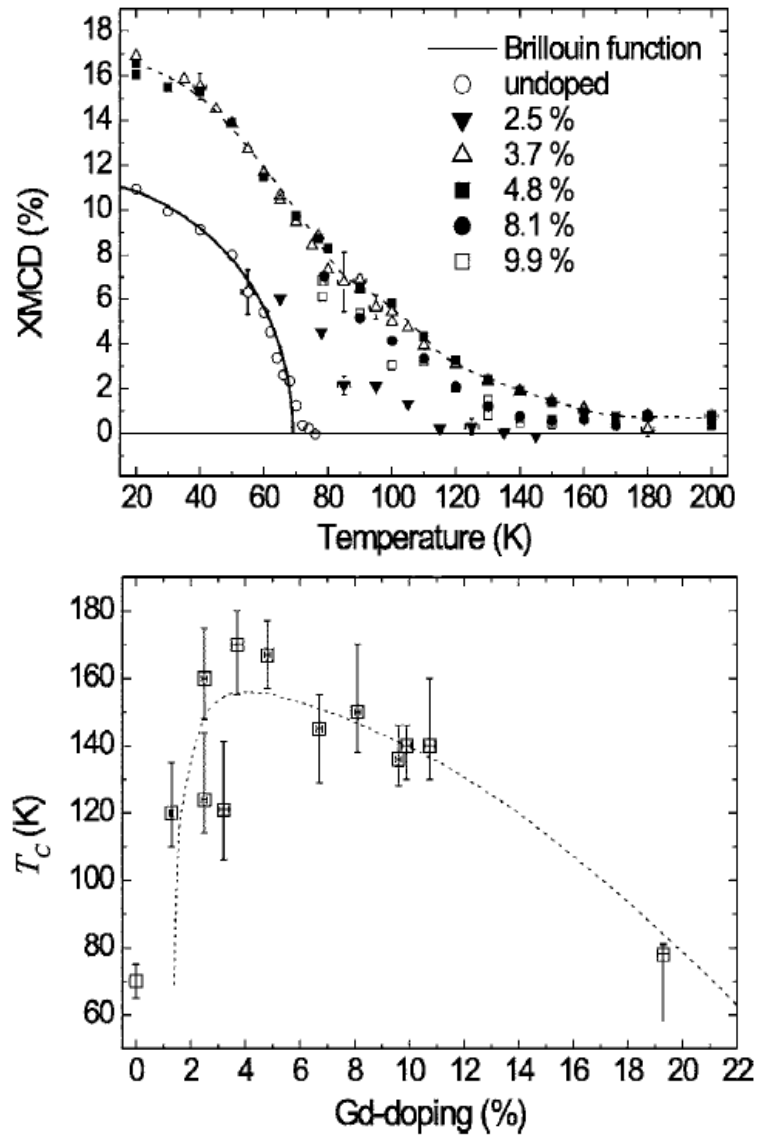 18
16
14
12
10
8
6
4
2
0
XMCD (%)
Brillouin function
undoped
2.5 %
3.7 %
4.8 %
8.1 %
9.9 %
20 40 60 80 100 120 140 160 180 200
Temperature (K)
180
160
140
120
100
80
60
T_C (K)
0 2 4 6 8 10 12 14 16 18 20 22
Gd-doping (%)